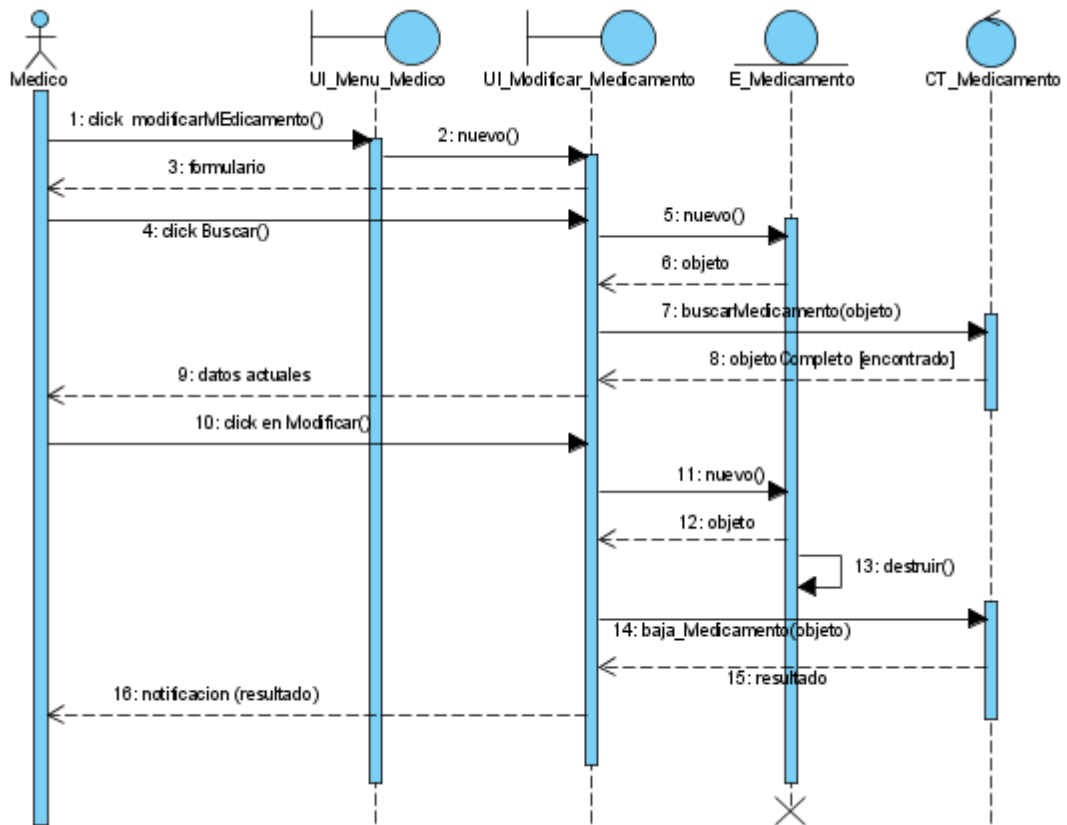 Medico
UI_Menu_Medico
UI_Modificar_Medicamento
E_Medicamento
CT_Medicamento
1: click modificarMEdicamento()
2: nuevo()
3: formulario
4: click Buscar()
5: nuevo()
6: objeto
7: buscarMedicamento(objeto)
8: objetoCompleto [encontrado]
9: datos actuales
10: click en Modificar()
11: nuevo()
12: objeto
13: destruir()
14: baja_Medicamento(objeto)
15: resultado
16: notificacion (resultado)